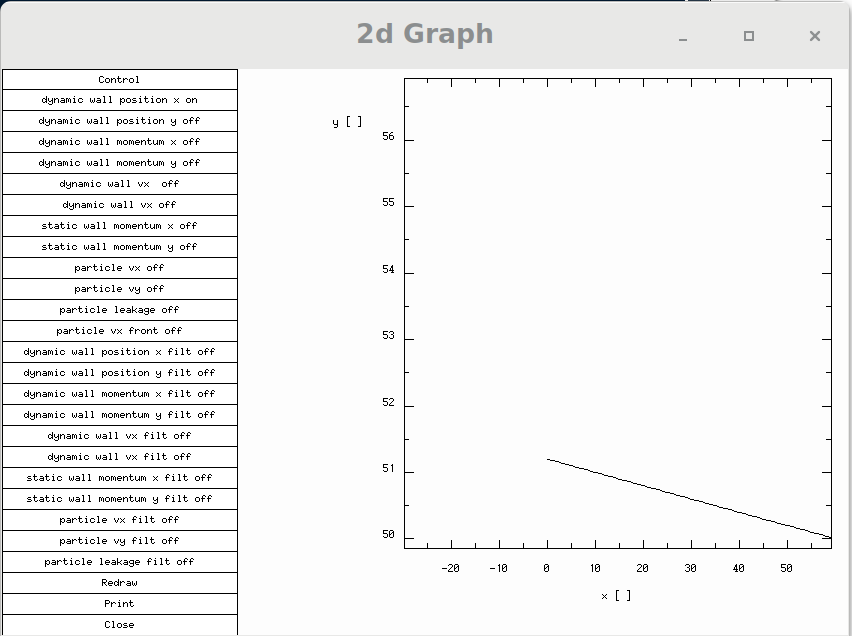 2d Graph
Control
dynamic wall position x on
dynamic wall position y off
dynamic wall momentum x off
dynamic wall momentum y off
dynamic wall vx  off
dynamic wall vx off
static wall momentum x off
static wall momentum y off
particle vx off
particle vy off
particle leakage off
particle vx front off
dynamic wall position x filt off
dynamic wall position y filt off
dynamic wall momentum x filt off
dynamic wall momentum y filt off
dynamic wall vx filt off
dynamic wall vx filt off
static wall momentum x filt off
static wall momentum y filt off
particle vx filt off
particle vy filt off
particle leakage filt off
Redraw
Print
Close
y [ ]
56
55
54
53
52
51
50
-20 -10 0 10 20 30 40 50
x [ ]